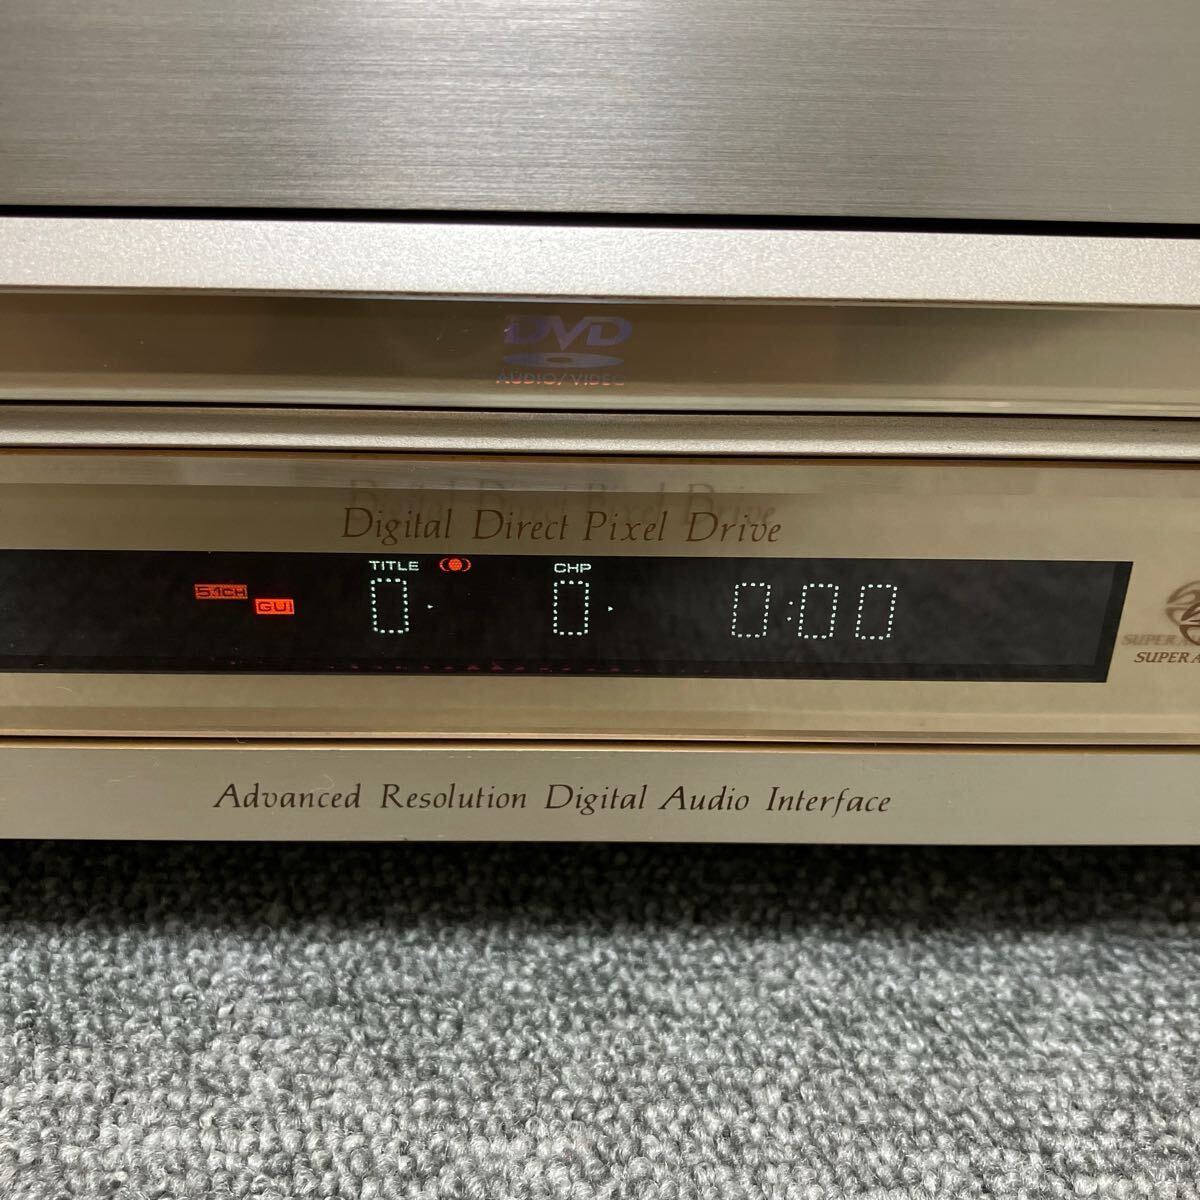 DVD
AUDIO/VIDEO
Digital Direct Pixel Drive
TITLE CHP
5.1CH
GUI
0 0 0:00
SUPER A
Advanced Resolution Digital Audio Interface